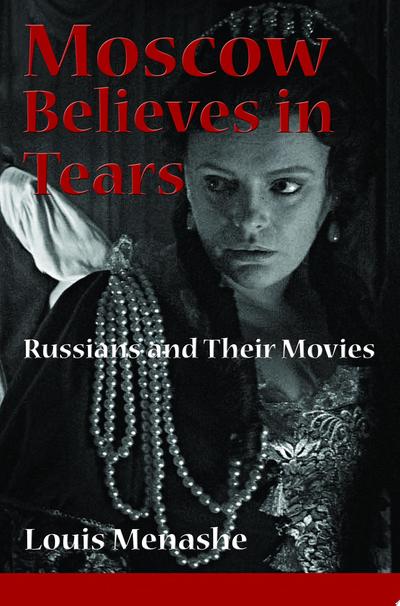 Moscow
Believes in
Tears
Russians and Their Movies
Louis Menashe